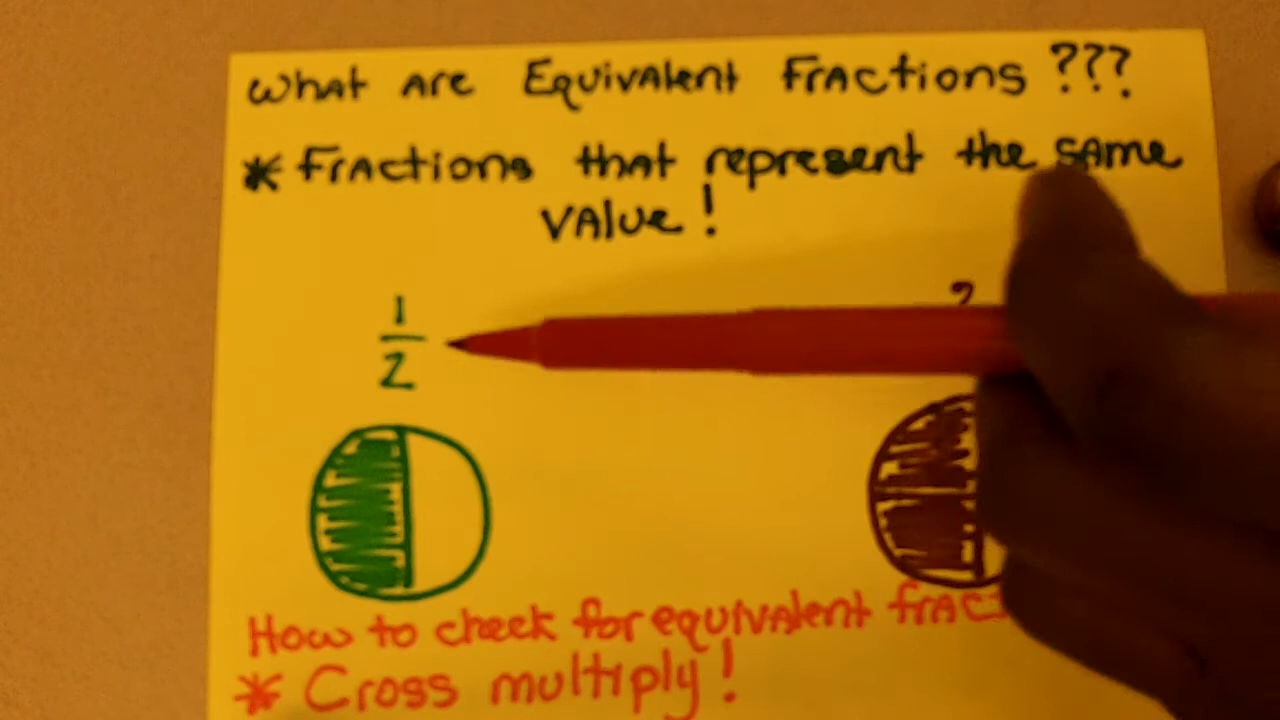 What are Equivalent Fractions ???
* Fractions that represent the same
value !
1
2
How to check for equivalent
* Cross multiply !